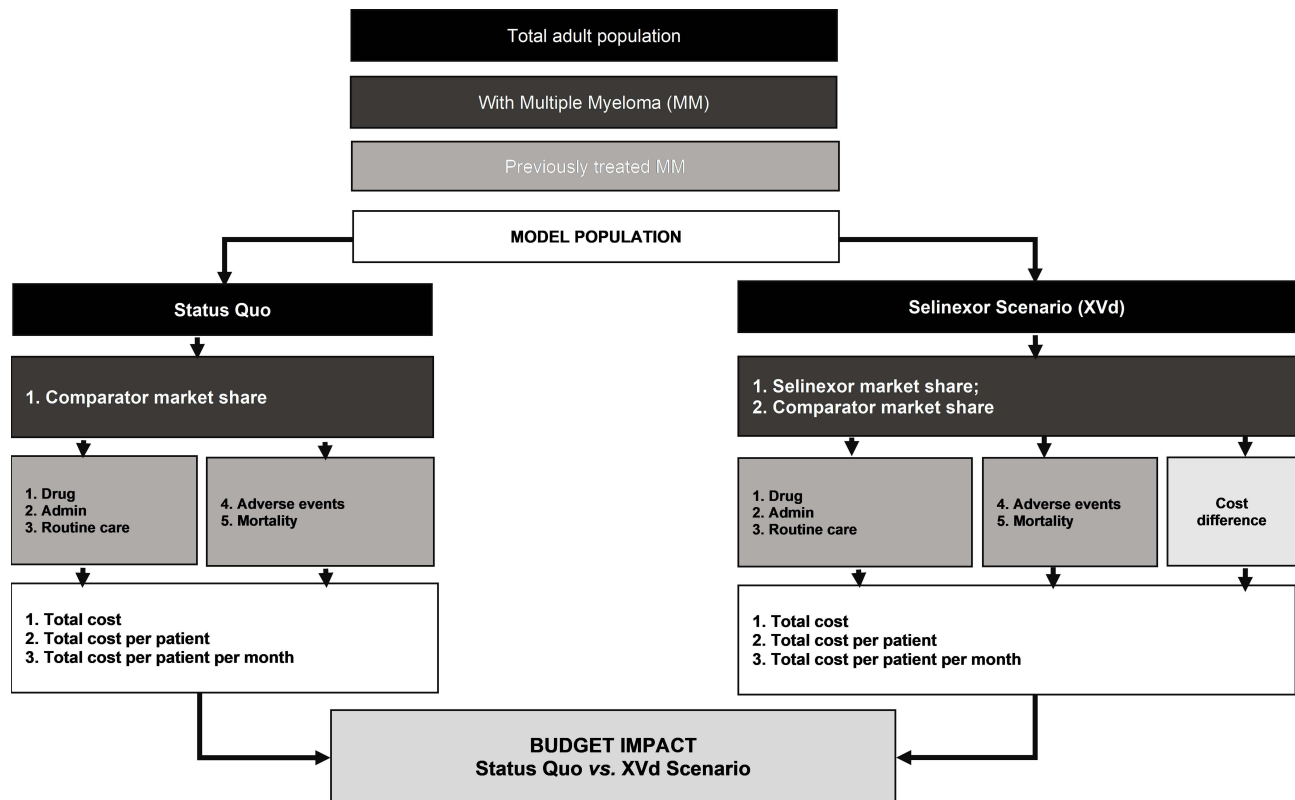 Total adult population
With Multiple Myeloma (MM)
Previously treated MM
MODEL POPULATION
Status Quo
1. Comparator market share
1. Drug
2. Admin
3. Routine care
4. Adverse events
5. Mortality
1. Total cost
2. Total cost per patient
3. Total cost per patient per month
Selinexor Scenario (XVd)
1. Selinexor market share;
2. Comparator market share
1. Drug
2. Admin
3. Routine care
4. Adverse events
5. Mortality
Cost
difference
1. Total cost
2. Total cost per patient
3. Total cost per patient per month
BUDGET IMPACT
Status Quo vs. XVd Scenario